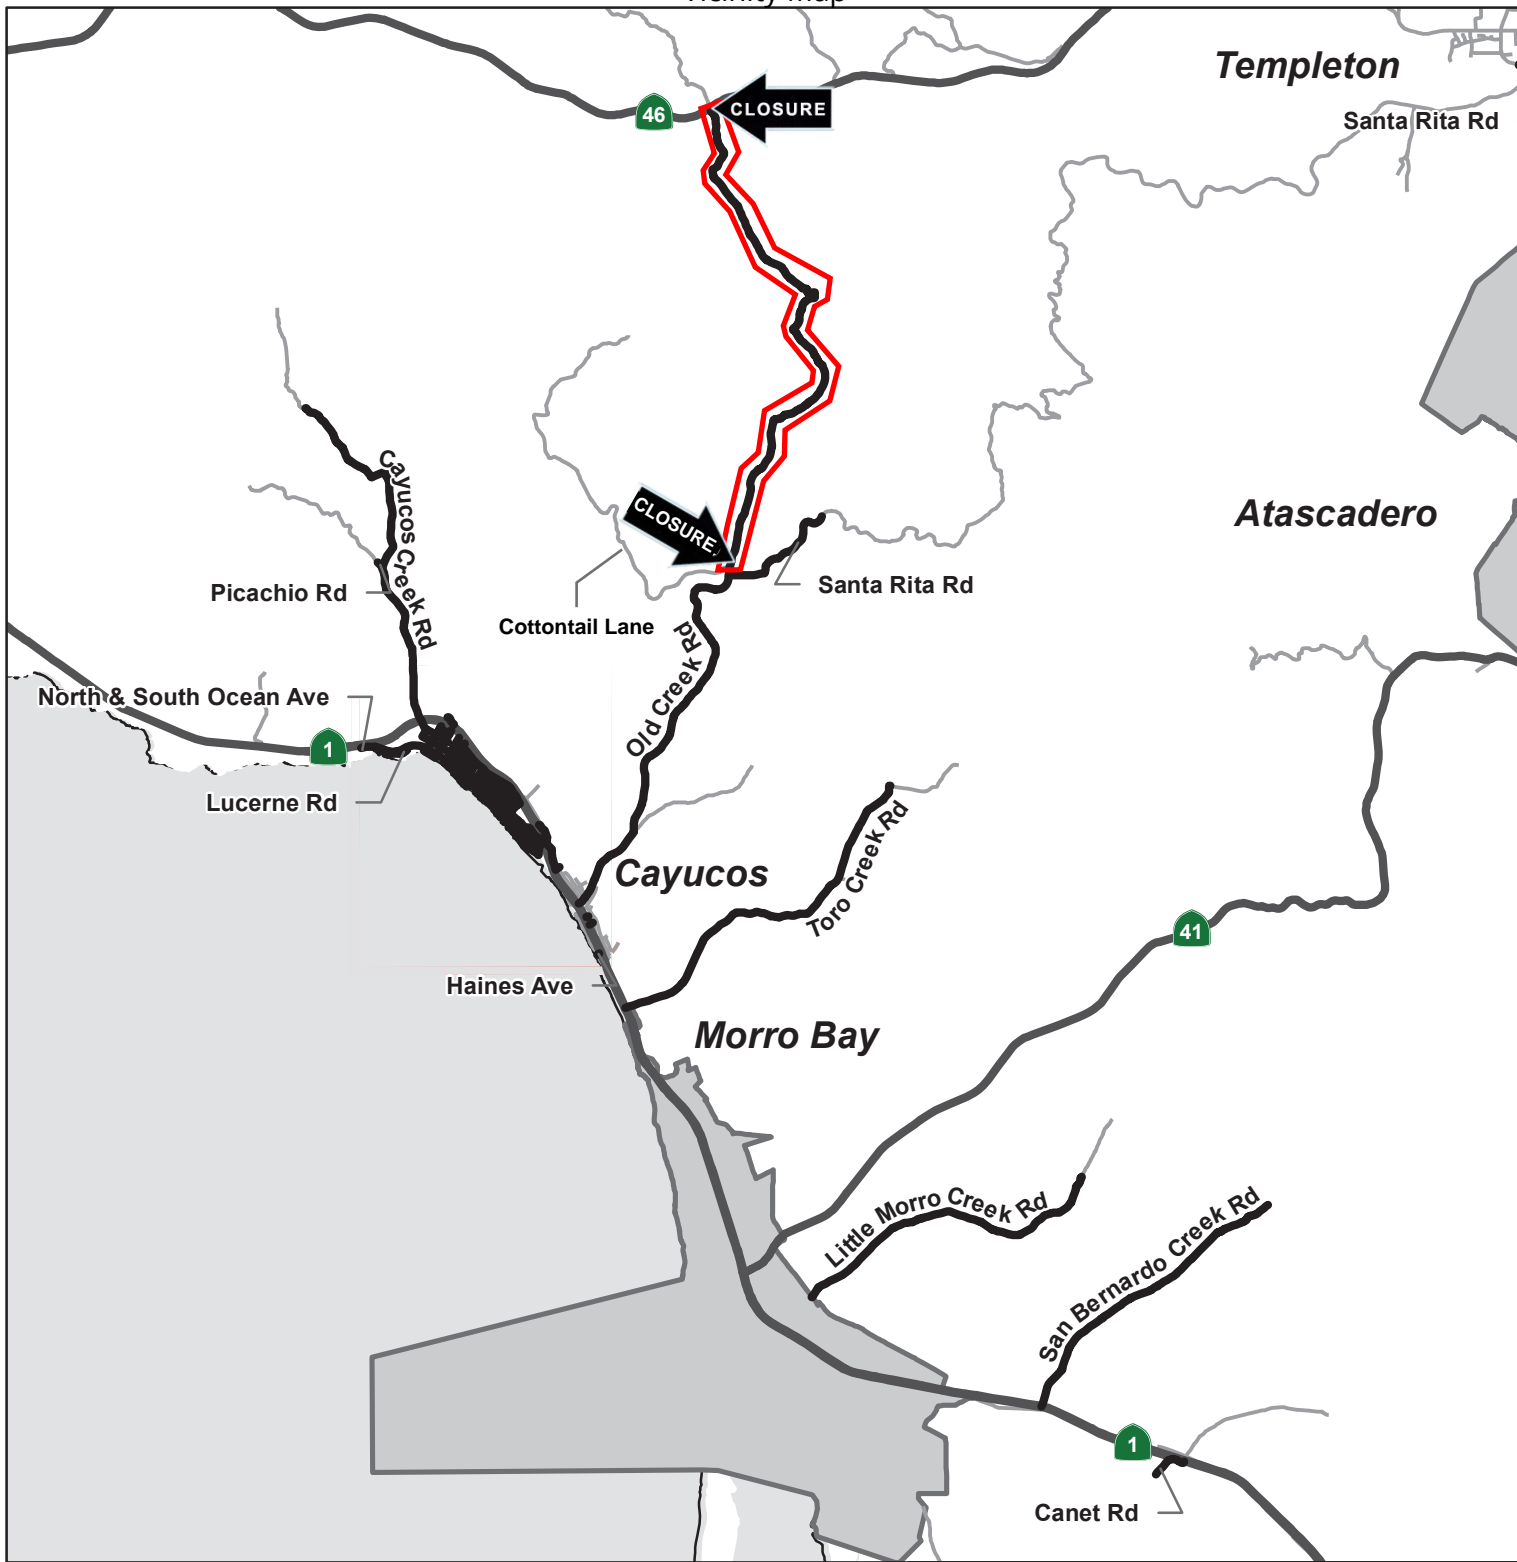 Vicinity Map
Templeton
46
CLOSURE
Santa Rita Rd
Cayucos Creek Rd
CLOSURE
Atascadero
Picachio Rd
Santa Rita Rd
Cottontail Lane
Old Creek Rd
North & South Ocean Ave
1
Lucerne Rd
Cayucos
Toro Creek Rd
41
Haines Ave
Morro Bay
Little Morro Creek Rd
San Bernardo Creek Rd
1
Canet Rd